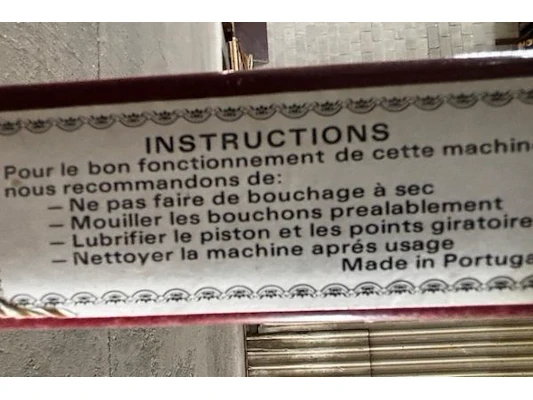 INSTRUCTIONS
Pour le bon fonctionnement de cette machine
nous recommandons de:
— Ne pas faire de bouchage à sec
— Mouiller les bouchons prealablement
— Lubrifier le piston et les points giratoire
— Nettoyer la machine aprés usage
Made in Portuga